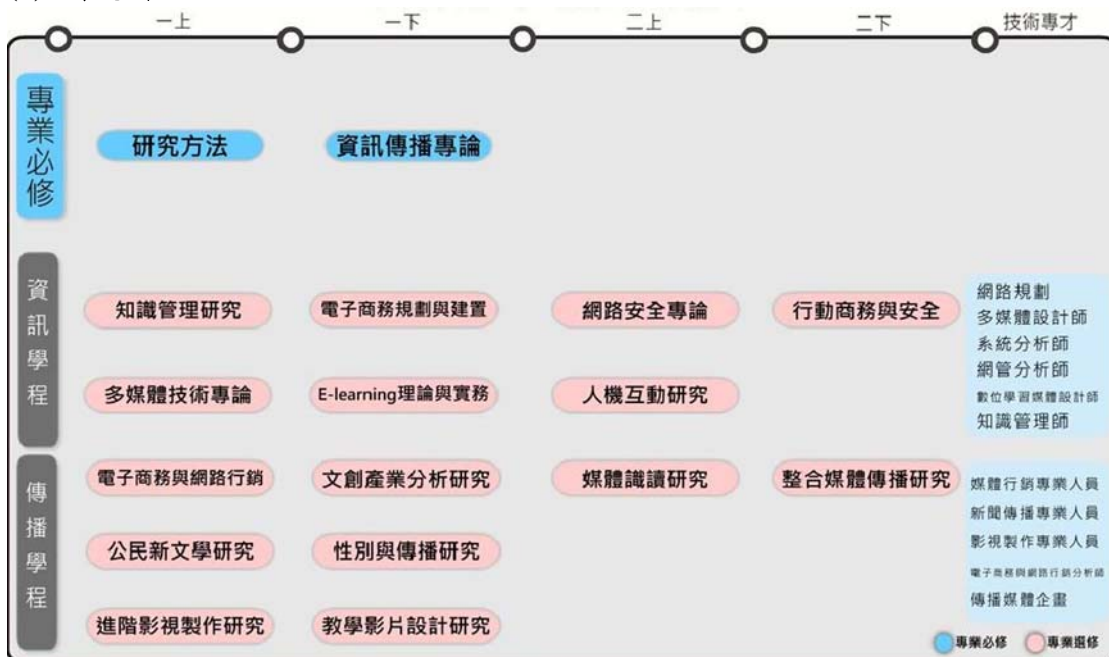 一上 一下 二上 二下 技術專才
專業必修
研究方法 資訊傳播專論
資訊學程
知識管理研究 電子商務規劃與建置 網路安全專論 行動商務與安全
多媒體技術專論 E-learning理論與實務 人機互動研究
網路規劃
多媒體設計師
系統分析師
網管分析師
數位學習媒體設計師
知識管理師
傳播學程
電子商務與網路行銷 文創產業分析研究 媒體識讀研究 整合媒體傳播研究
公民新文學研究 性別與傳播研究
進階影視製作研究 教學影片設計研究
媒體行銷專業人員
新聞傳播專業人員
影視製作專業人員
電子商務與網路行銷分析師
傳播媒體企畫
專業必修 專業選修